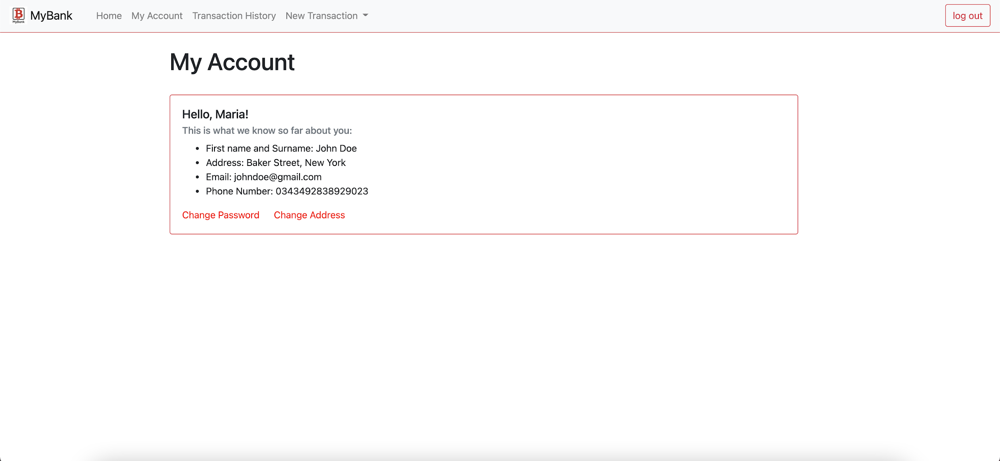 MyBank
MyBank Home My Account Transaction History New Transaction log out
My Account
Hello, Maria!
This is what we know so far about you:
• First name and Surname: John Doe
• Address: Baker Street, New York
• Email: johndoe@gmail.com
• Phone Number: 0343492838929023
Change Password Change Address